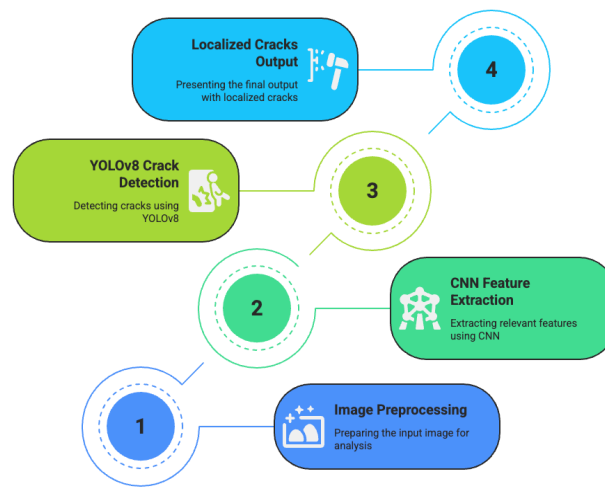 Localized Cracks
Output
Presenting the final output
with localized cracks
4
YOLOv8 Crack
Detection
Detecting cracks using
YOLOv8
3
2
CNN Feature
Extraction
Extracting relevant features
using CNN
1
Image Preprocessing
Preparing the input image for
analysis